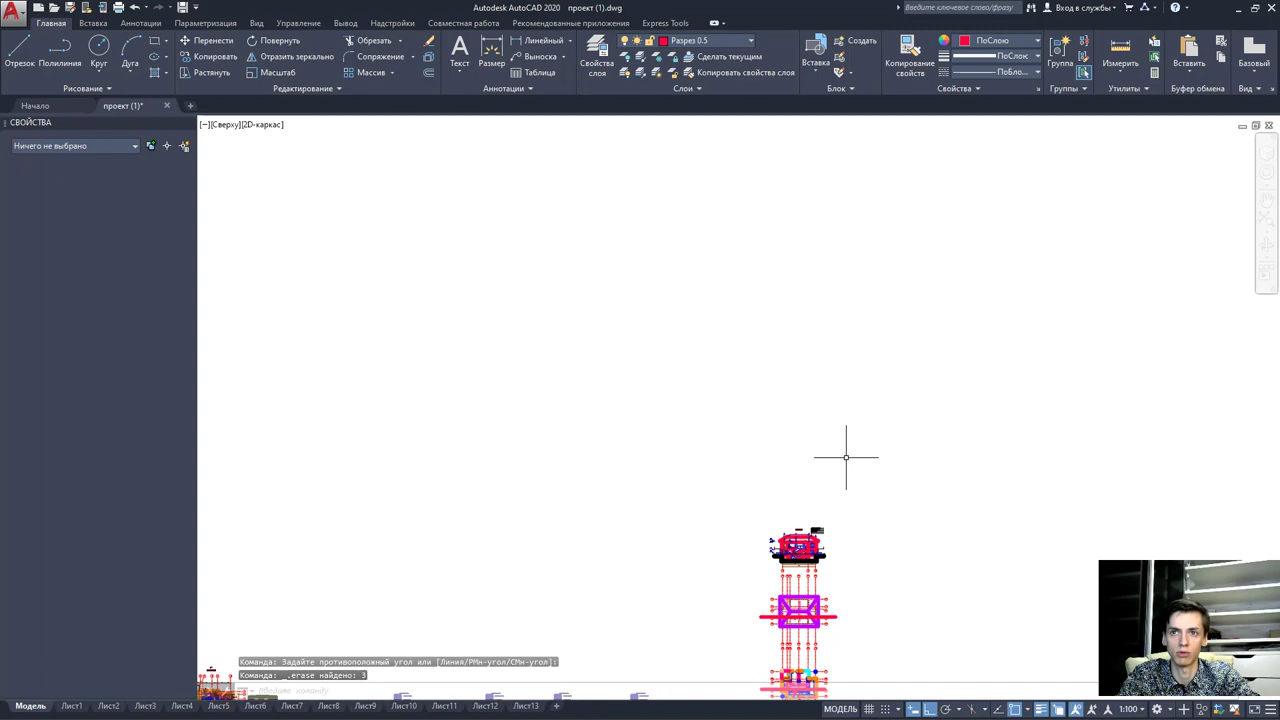 Autodesk AutoCAD 2020 проект (1).dwg
Введите ключевое слово/фразу
Вход в службы
Главная Вставка Аннотации Параметризация Вид Управление Вывод Надстройки Совместная работа Рекомендованные приложения Express Tools
Отрезок Полилиния Круг Дуга
Перенести Повернуть Обрезать
Копировать Отразить зеркально Сопряжение
Растянуть Масштаб Массив
Текст Размер
Линейный
Выноска
Таблица
Свойства слоя
Разрез 0.5
Сделать текущим
Копировать свойства слоя
Вставка
Создать
Копирование свойств
ПоСлою
ПоСлок
ПоБло...
Группа
Измерить
Вставить
Базовый
Рисование Редактирование Аннотации Слои Блок Свойства Группы Утилиты Буфер обмена Вид
Начало проект (1)*
СВОЙСТВА
[−][Сверху][2D-каркас]
Ничего не выбрано
Команда: Задайте противоположный угол или [Линия/РМн-угол/СМн-угол]:
Команда: _.erase найдено: 3
Введите команду
Модель Лист1 Лист2 Лист3 Лист4 Лист5 Лист6 Лист7 Лист8 Лист9 Лист10 Лист11 Лист12 Лист13
МОДЕЛЬ 1:100